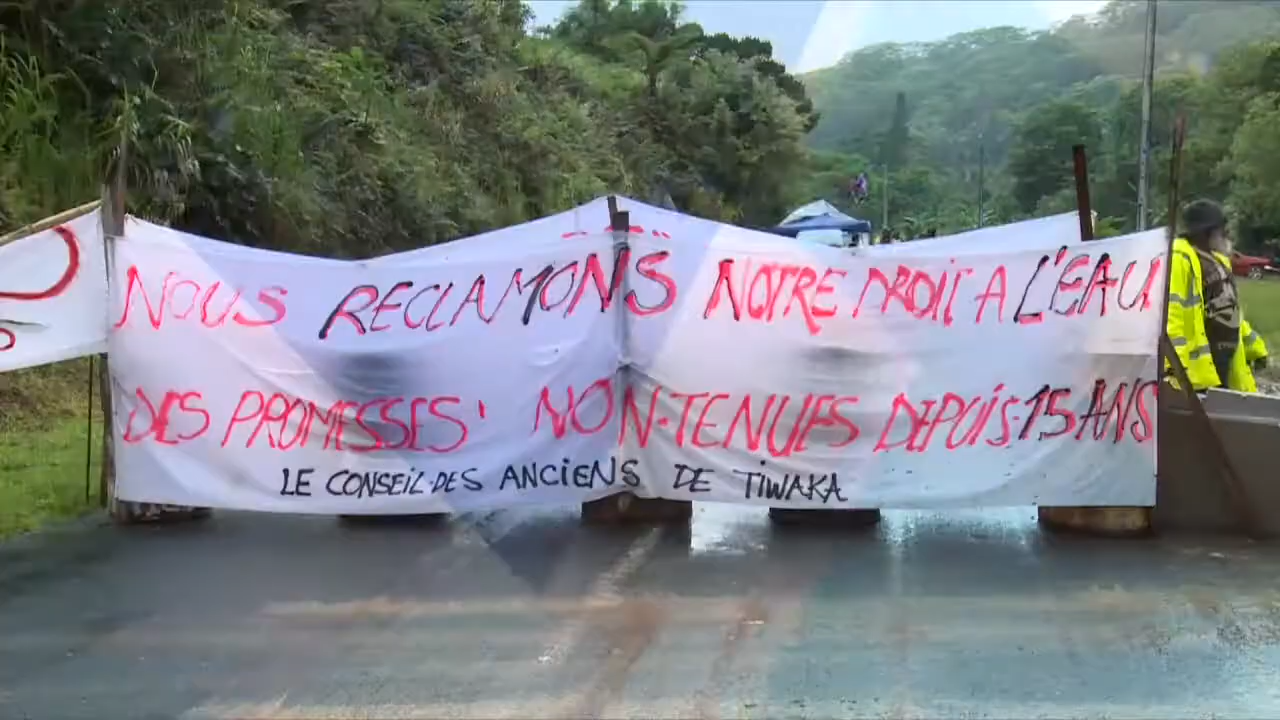 NOUS RECLAMONS NOTRE DROIT A L'EAU
DES PROMESSES' NON-TENUES DEPUIS 15 ANS
LE CONSEIL DES ANCIENS DE TIWAKA